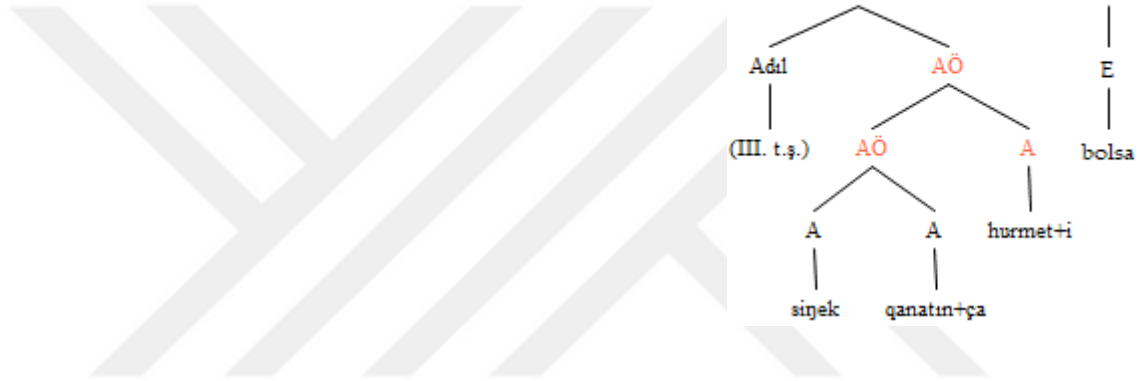 Adıl AÖ E
(III. t.ş.) AÖ A bolsa
A A hurmet+i
siŋek qanatın+ça